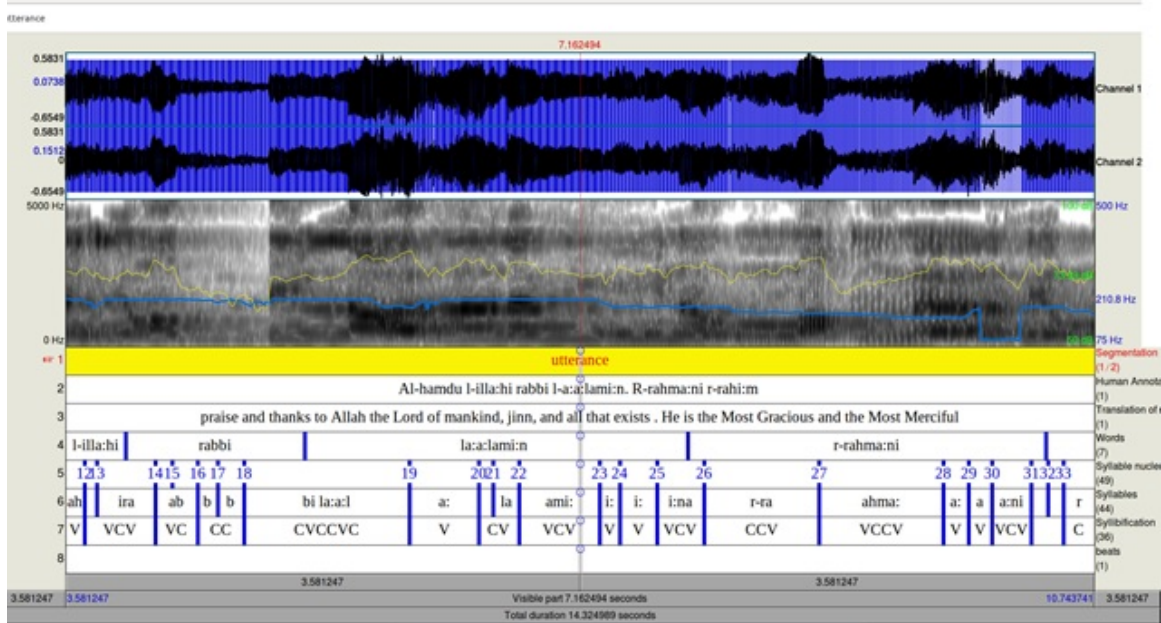 utterance
7.162494
0.5831
0.0738
-0.6549
Channel 1
0.5831
0.1512
0
-0.6549
Channel 2
5000 Hz
500 Hz
210.8 Hz
0 Hz
75 Hz
1 utterance Segmentation (1/2)
2 Al-hamdu l-illa:hi rabbi l-a:a:lami:n. R-rahma:ni r-rahi:m Human Annota (1)
3 praise and thanks to Allah the Lord of mankind, jinn, and all that exists . He is the Most Gracious and the Most Merciful Translation of (1)
4 l-illa:hi rabbi la:a:lami:n r-rahma:ni Words (7)
5 12 13 14 15 16 17 18 19 20 21 22 23 24 25 26 27 28 29 30 31 32 33 Syllable nucle (49)
6 ah ira ab b b bi la:a:l a: la ami: i: i: i:na r-ra ahma: a: a a:ni r Syllables (44)
7 V VCV VC CC CVCCVC V CV VCV V V VCV CCV VCCV V V VCV C Syllibification (36)
8 beats (1)
3.581247 3.581247
3.581247 3.581247 Visible part 7.162494 seconds 10.743741 3.581247
Total duration 14.324989 seconds